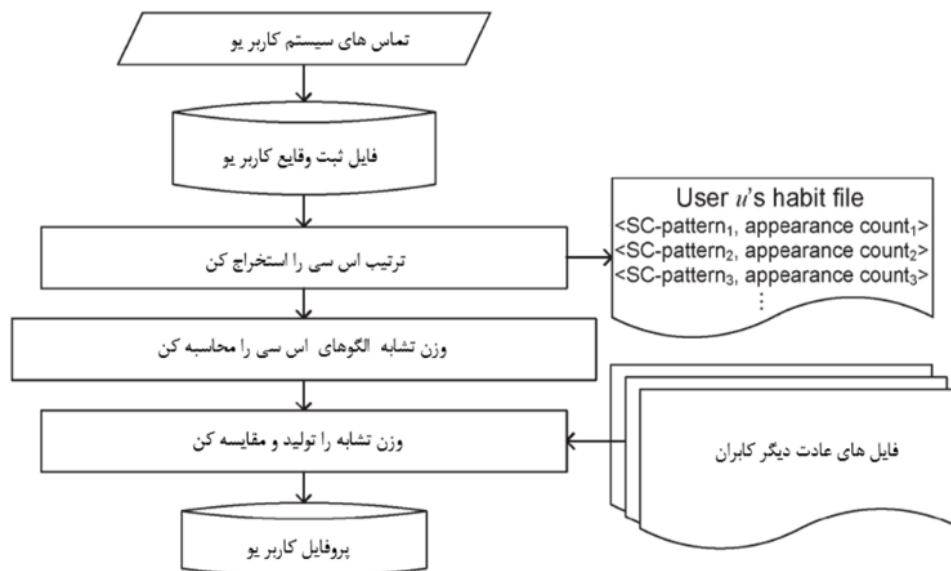 تماس های سیستم کاربر یو
فایل ثبت وقایع کاربر یو
ترتیب اس سی را استخراج کن
User u's habit file
<SC-pattern₁, appearance count₁>
<SC-pattern₂, appearance count₂>
<SC-pattern₃, appearance count₃>
⋮
وزن تشابه الگوهای اس سی را محاسبه کن
وزن تشابه را تولید و مقایسه کن
فایل های عادت دیگر کابران
پروفایل کاربر یو